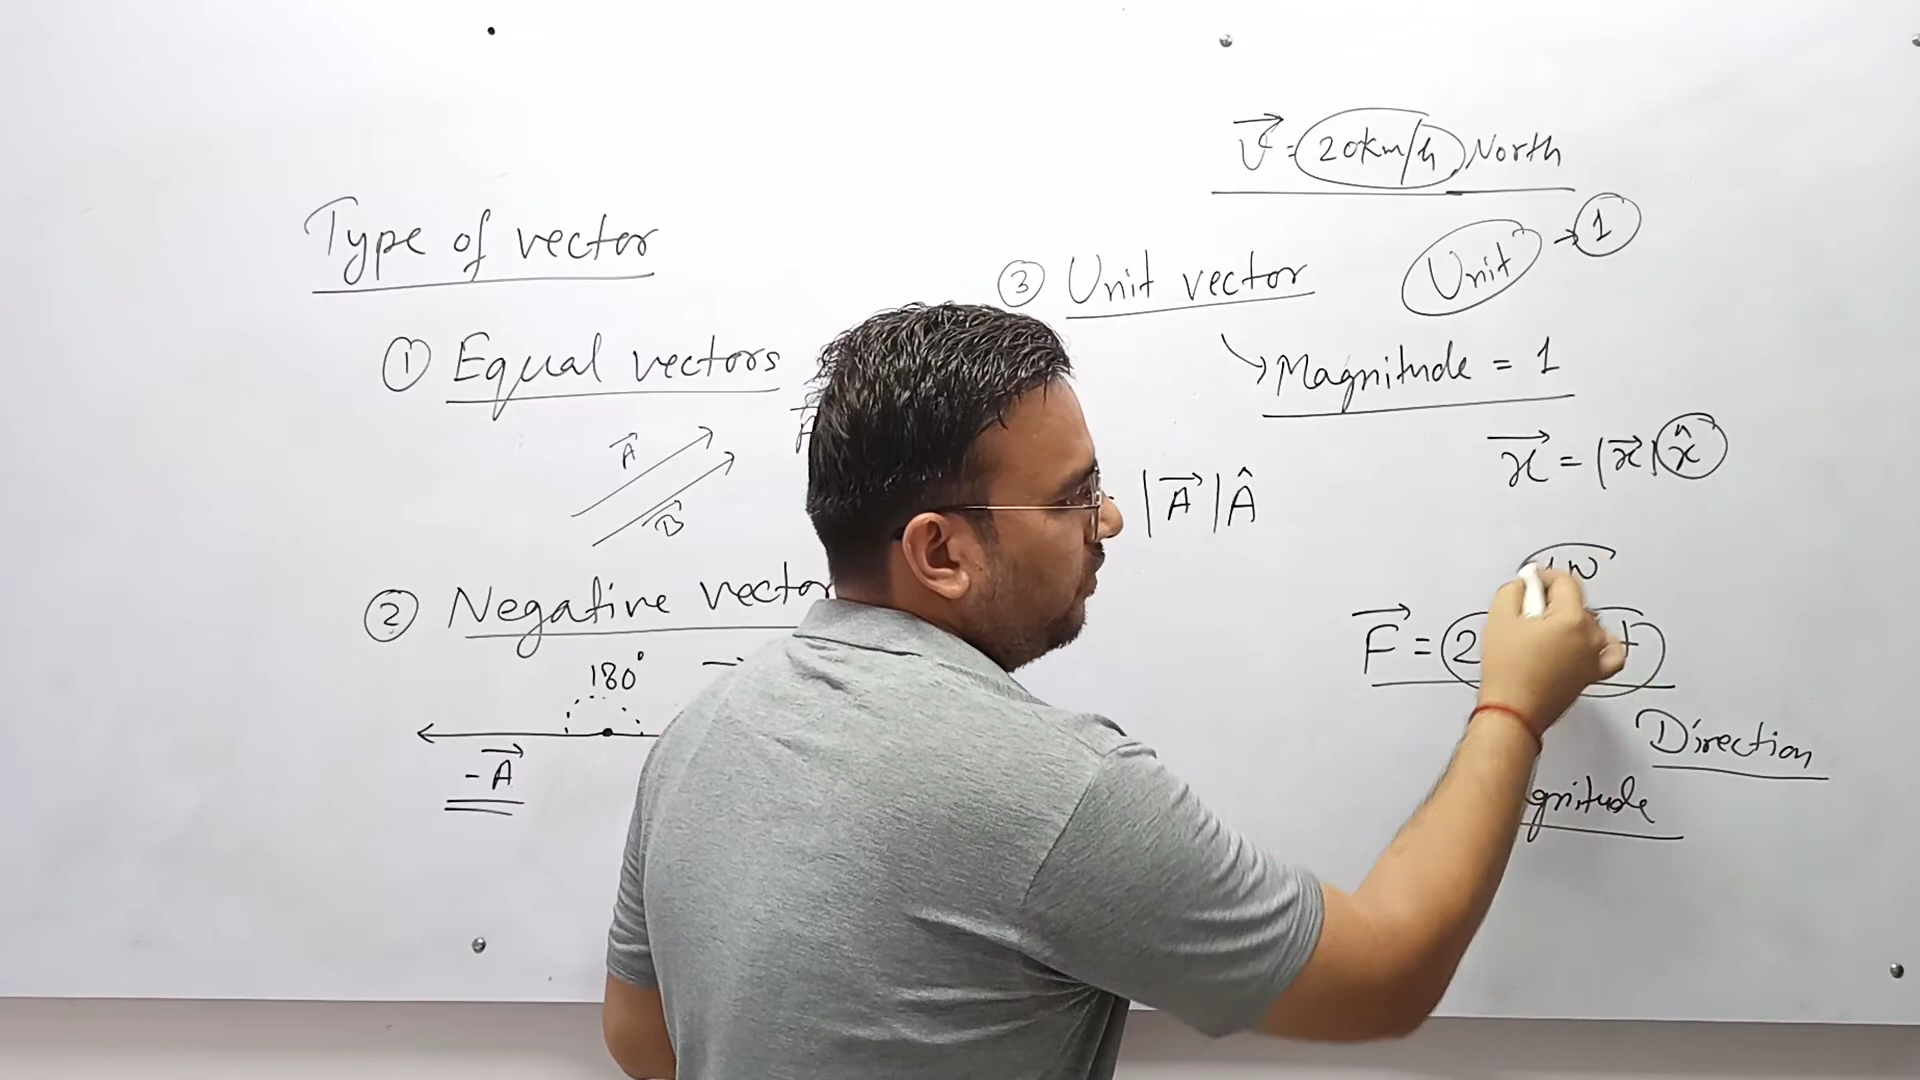 Type of vector
① Equal vectors
A⃗
B⃗
② Negative vector
180°
-A⃗
v⃗ = 20km/h North
③ Unit vector
Unit → 1
Magnitude = 1
x⃗ = |x⃗| x̂
|A⃗| Â
F⃗ = 2
Direction